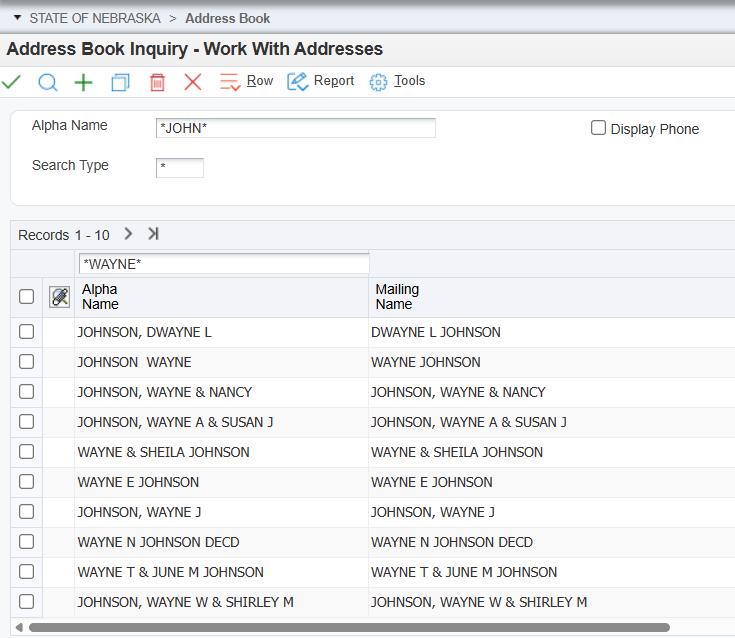 STATE OF NEBRASKA > Address Book
Address Book Inquiry - Work With Addresses
Row Report Tools
Alpha Name *JOHN* Display Phone
Search Type *
Records 1 - 10
*WAYNE*
Alpha Name Mailing Name
JOHNSON, DWAYNE L DWAYNE L JOHNSON
JOHNSON  WAYNE WAYNE JOHNSON
JOHNSON, WAYNE & NANCY JOHNSON, WAYNE & NANCY
JOHNSON, WAYNE A & SUSAN J JOHNSON, WAYNE A & SUSAN J
WAYNE & SHEILA JOHNSON WAYNE & SHEILA JOHNSON
WAYNE E JOHNSON WAYNE E JOHNSON
JOHNSON, WAYNE J JOHNSON, WAYNE J
WAYNE N JOHNSON DECD WAYNE N JOHNSON DECD
WAYNE T & JUNE M JOHNSON WAYNE T & JUNE M JOHNSON
JOHNSON, WAYNE W & SHIRLEY M JOHNSON, WAYNE W & SHIRLEY M